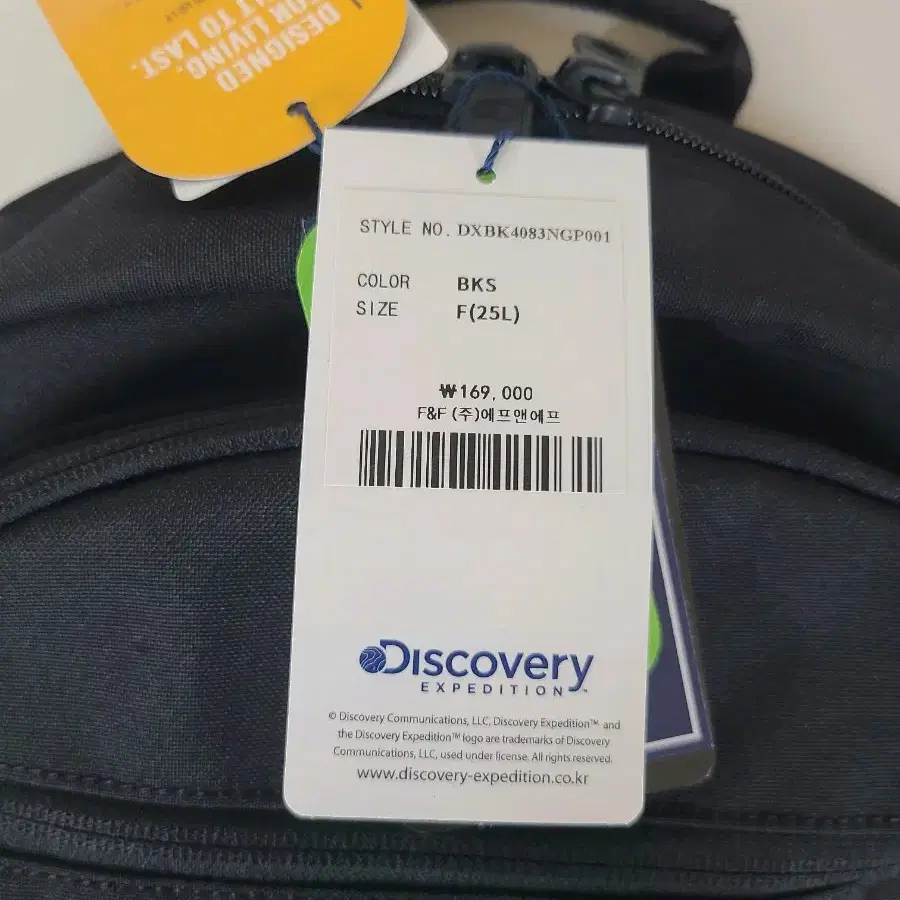 DESIGNED
FOR LIVING.
BUILT TO LAST.
STYLE NO. DXBK4083NGP001
COLOR BKS
SIZE F(25L)
₩169,000
F&F (주)에프앤에프
DISCOVERY
EXPEDITION™
© Discovery Communications, LLC. Discovery Expedition™ and
the Discovery Expedition™ logo are trademarks of Discovery
Communications, LLC, used under license. All rights reserved.
www.discovery-expedition.co.kr